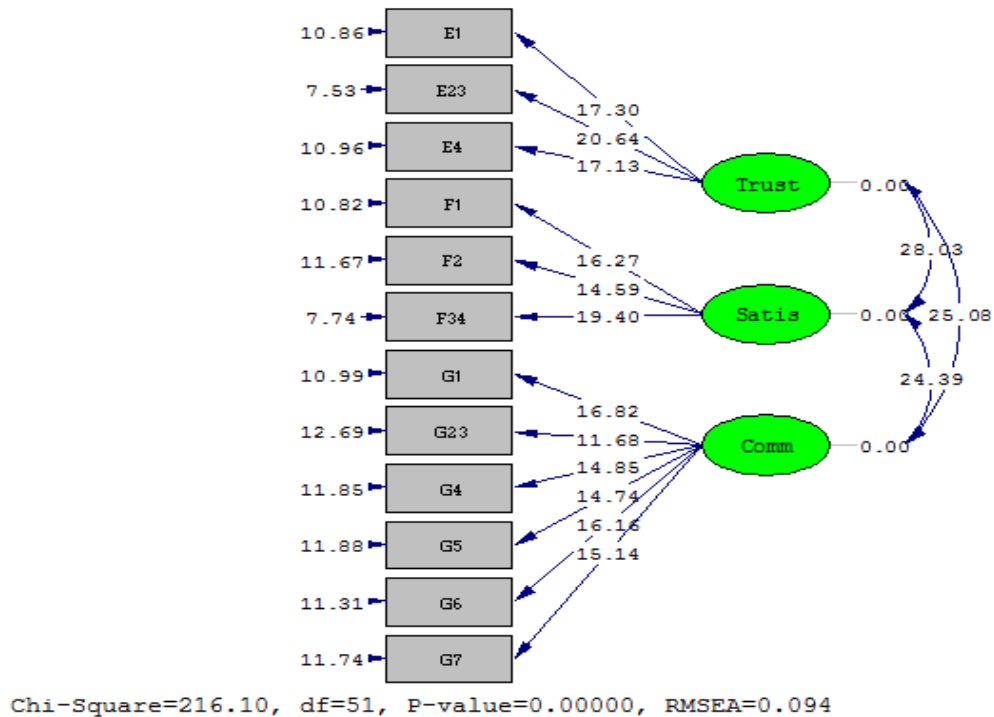 10.86 E1
7.53 E23
17.30
20.64
10.96 E4
17.13
Trust 0.00
10.82 F1
28.03
11.67 F2
16.27
14.59
7.74 F34
19.40
Satis 0.00 25.08
10.99 G1
24.39
16.82
12.69 G23
11.68
Comm 0.00
14.85
11.85 G4
14.74
16.16
11.88 G5
15.14
11.31 G6
11.74 G7
Chi-Square=216.10, df=51, P-value=0.00000, RMSEA=0.094